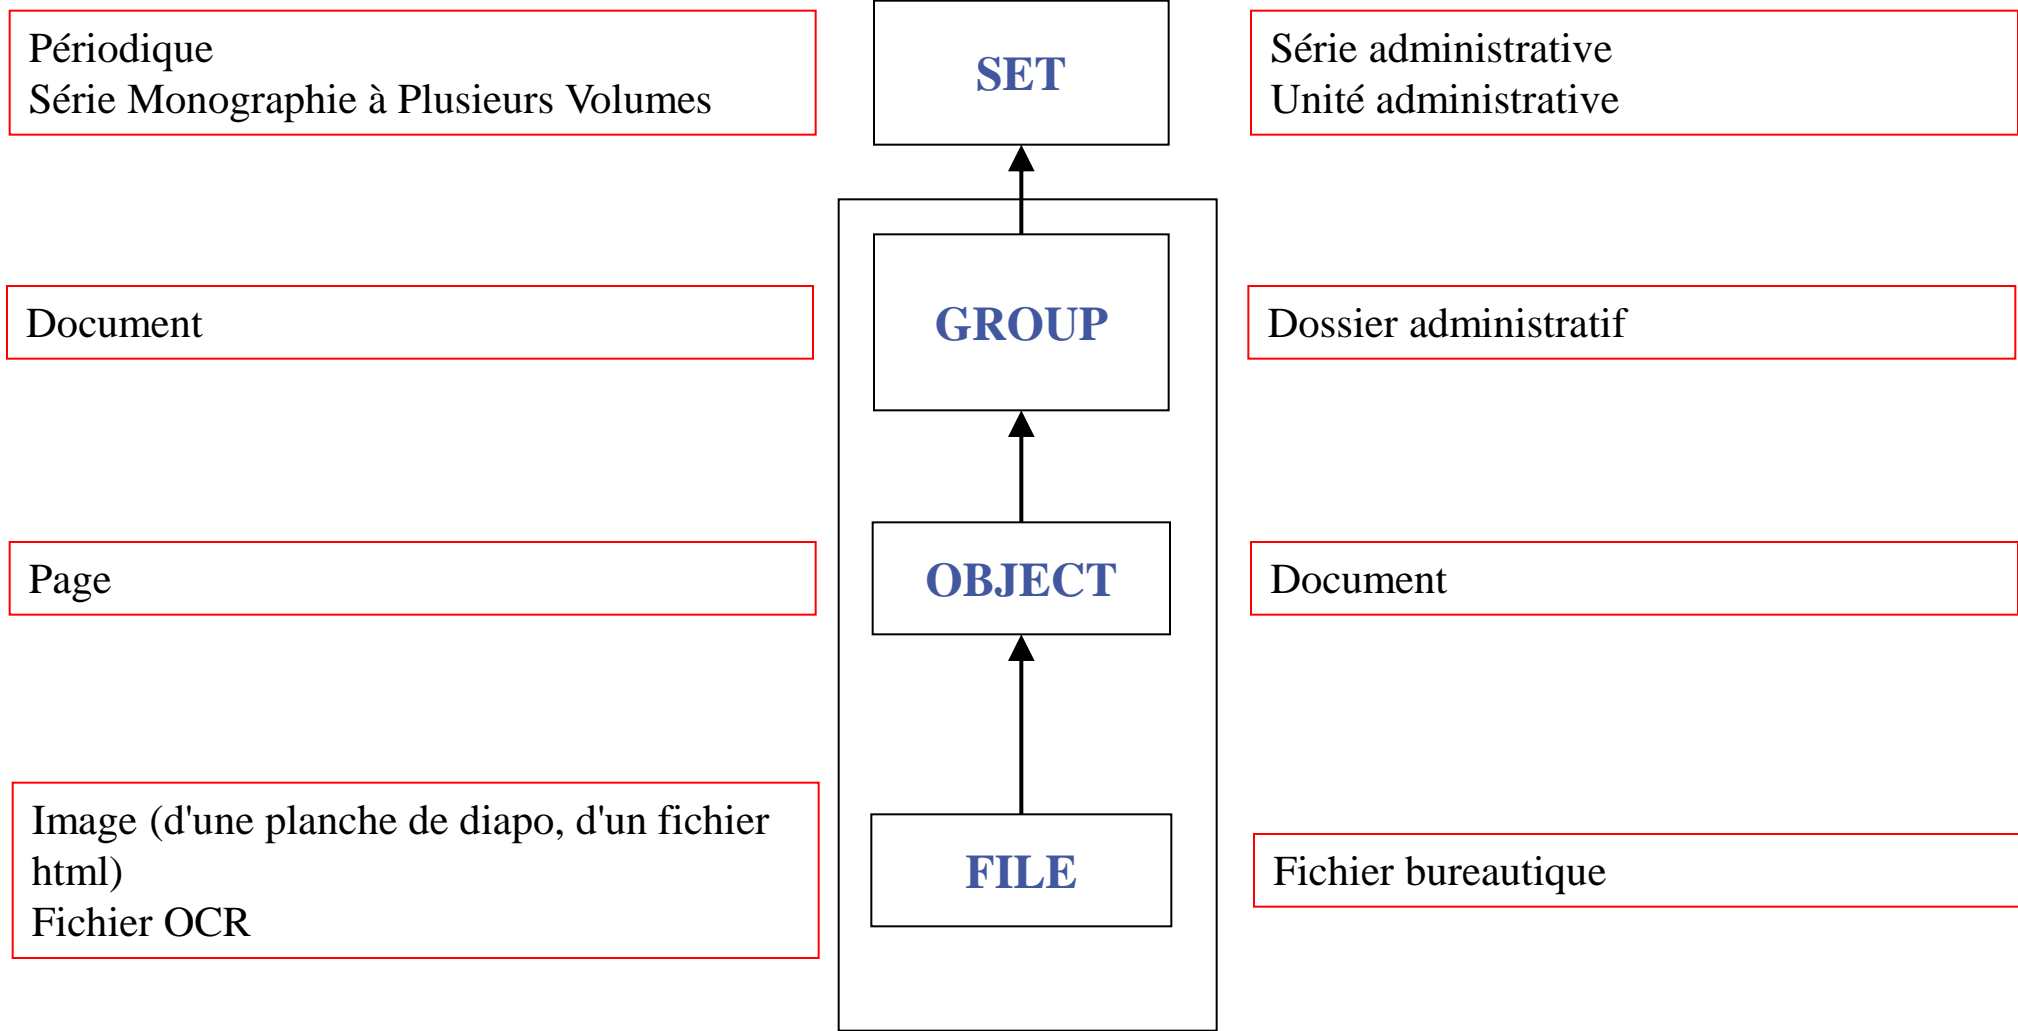 Périodique
Série Monographie à Plusieurs Volumes
SET
Série administrative
Unité administrative
Document
GROUP
Dossier administratif
Page
OBJECT
Document
Image (d'une planche de diapo, d'un fichier
html)
Fichier OCR
FILE
Fichier bureautique